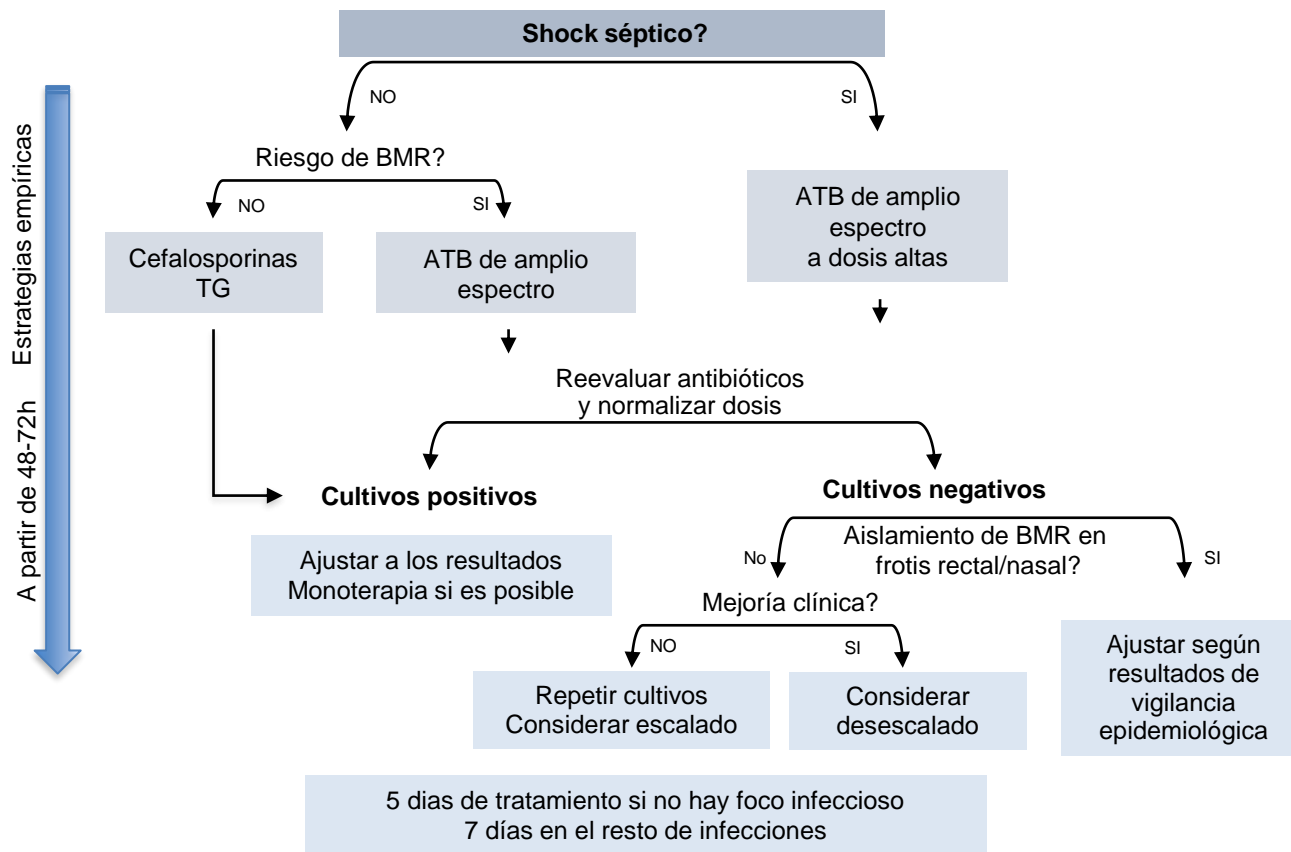 Shock séptico?
NO
SI
Riesgo de BMR?
NO
SI
Cefalosporinas
TG
ATB de amplio
espectro
ATB de amplio
espectro
a dosis altas
Estrategias empíricas
Reevaluar antibióticos
y normalizar dosis
A partir de 48-72h
Cultivos positivos
Cultivos negativos
Ajustar a los resultados
Monoterapia si es posible
No
Aislamiento de BMR en
frotis rectal/nasal?
SI
Mejoría clínica?
NO
SI
Repetir cultivos
Considerar escalado
Considerar
desescalado
Ajustar según
resultados de
vigilancia
epidemiológica
5 dias de tratamiento si no hay foco infeccioso
7 días en el resto de infecciones